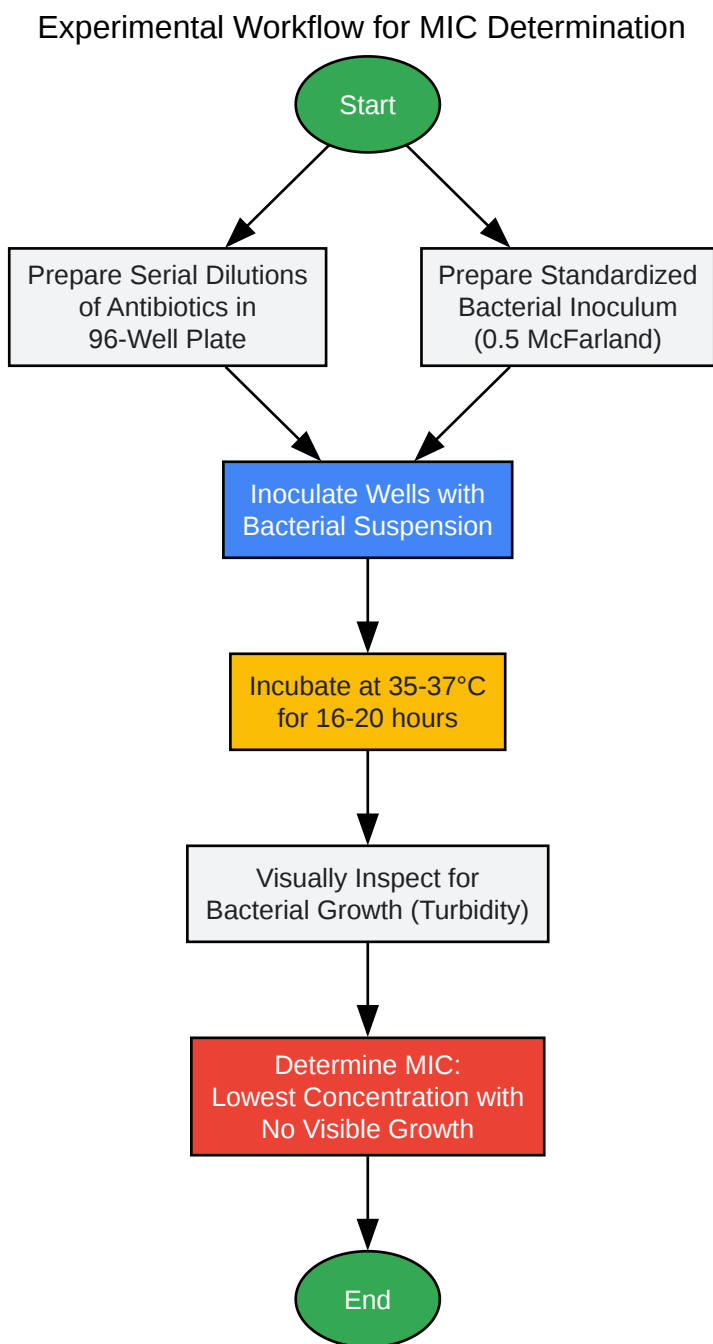 Experimental Workflow for MIC Determination
Start
Prepare Serial Dilutions
of Antibiotics in
96-Well Plate
Prepare Standardized
Bacterial Inoculum
(0.5 McFarland)
Inoculate Wells with
Bacterial Suspension
Incubate at 35-37°C
for 16-20 hours
Visually Inspect for
Bacterial Growth (Turbidity)
Determine MIC:
Lowest Concentration with
No Visible Growth
End